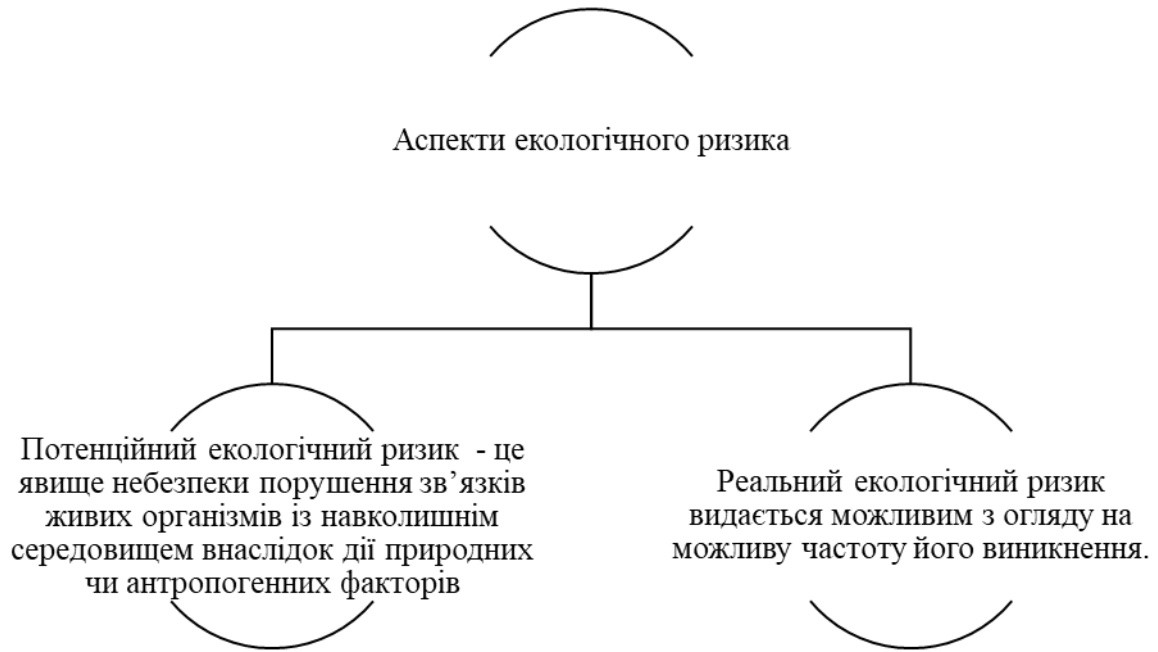 Аспекти екологічного ризика
Потенційний екологічний ризик - це
явище небезпеки порушення зв’язків
живих організмів із навколишнім
середовищем внаслідок дії природних
чи антропогенних факторів
Реальний екологічний ризик
видається можливим з огляду на
можливу частоту його виникнення.